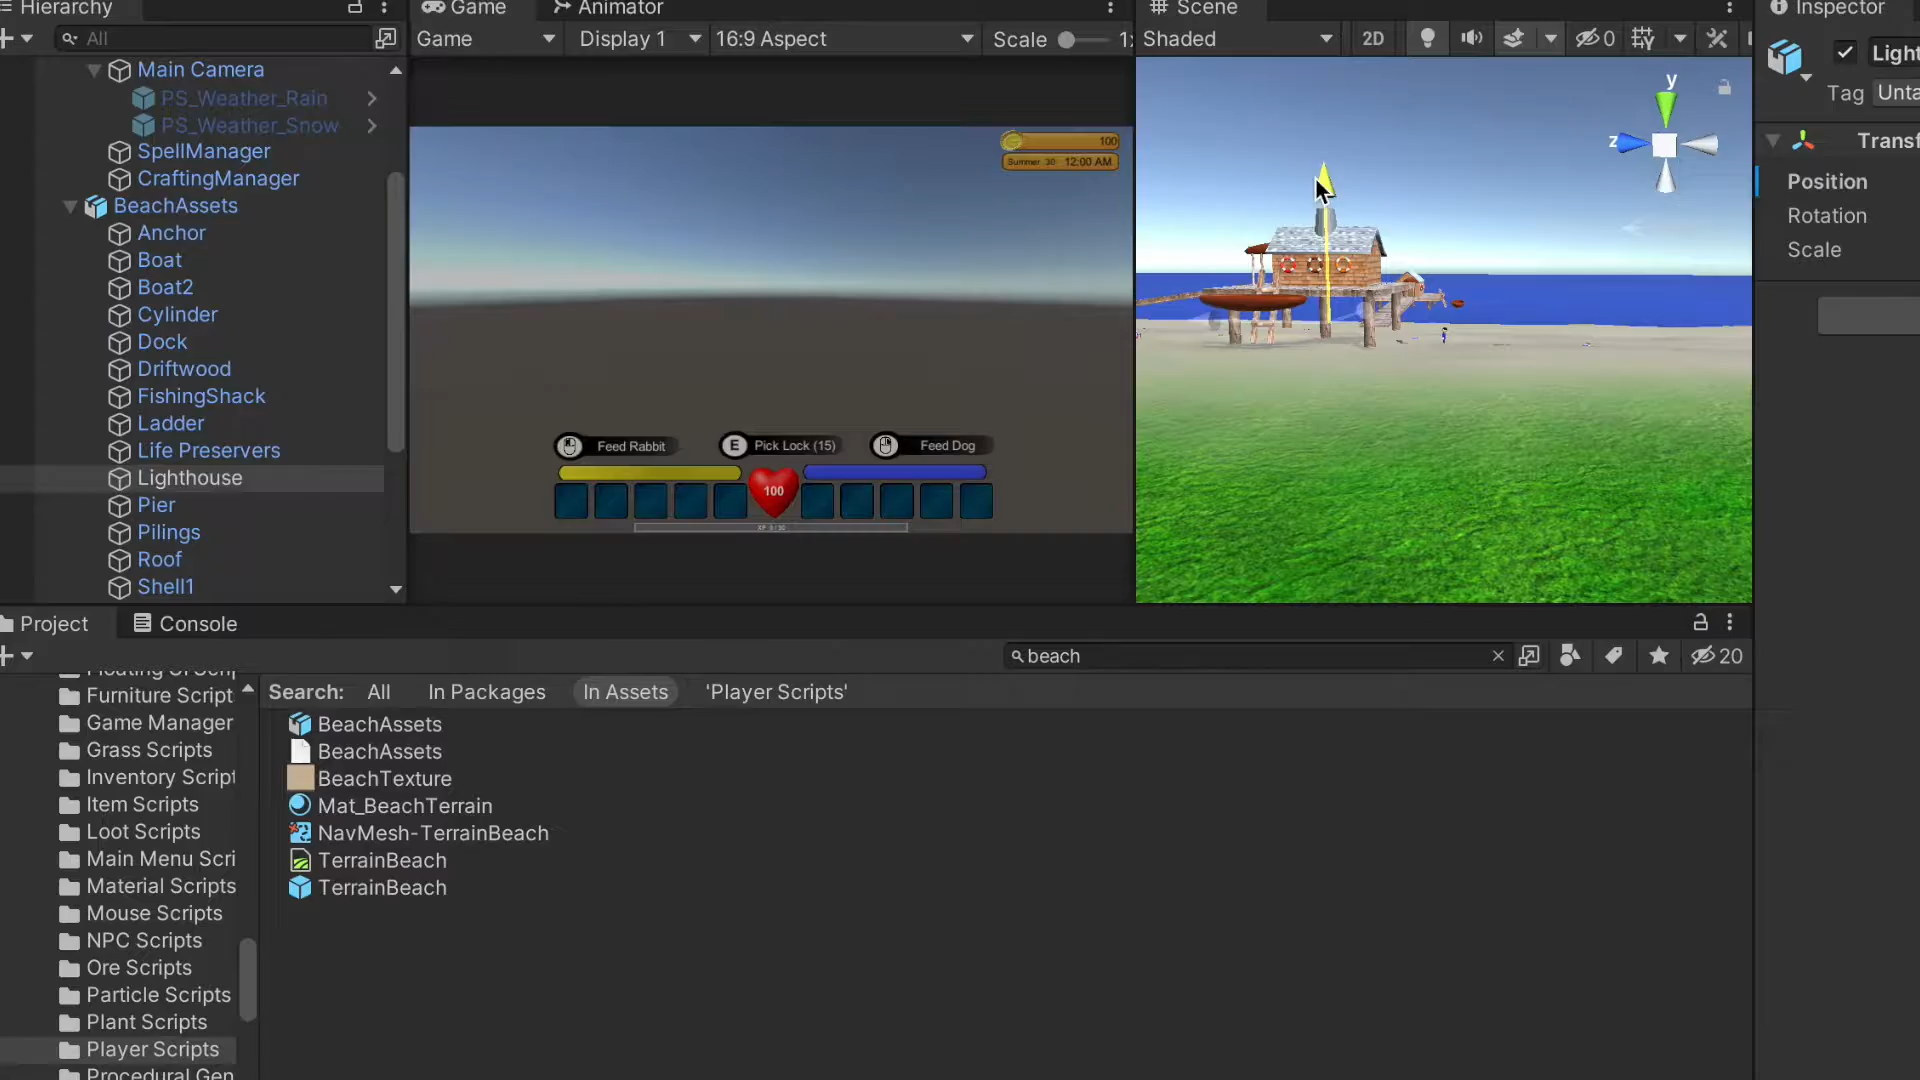 Hierarchy
All
Main Camera
PS_Weather_Rain
PS_Weather_Snow
SpellManager
CraftingManager
BeachAssets
Anchor
Boat
Boat2
Cylinder
Dock
Driftwood
FishingShack
Ladder
Life Preservers
Lighthouse
Pier
Pilings
Roof
Shell1
Game
Animator
Game
Display 1
16:9 Aspect
Scale
1x
100
Summer 30 12:00 AM
Feed Rabbit
E
Pick Lock (15)
Feed Dog
100
Scene
Shaded
2D
0
y
z
Inspector
Light
Tag Unta
Transf
Position
Rotation
Scale
Project
Console
beach
20
Search: All In Packages In Assets 'Player Scripts'
Furniture Script
Game Manager
Grass Scripts
Inventory Script
Item Scripts
Loot Scripts
Main Menu Scri
Material Scripts
Mouse Scripts
NPC Scripts
Ore Scripts
Particle Scripts
Plant Scripts
Player Scripts
Procedural Gen
BeachAssets
BeachAssets
BeachTexture
Mat_BeachTerrain
NavMesh-TerrainBeach
TerrainBeach
TerrainBeach